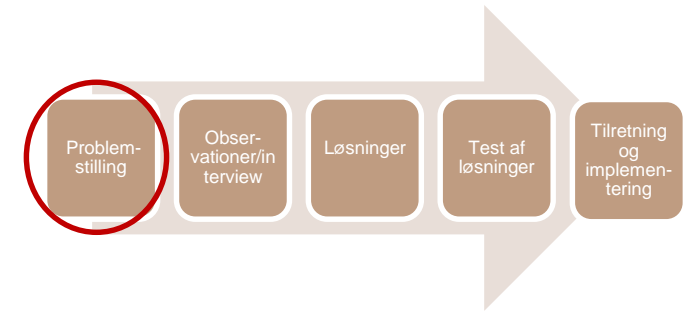 Problem-
stilling
Obser-
vationer/in
terview
Løsninger
Test af
løsninger
Tilretning
og
implemen-
tering